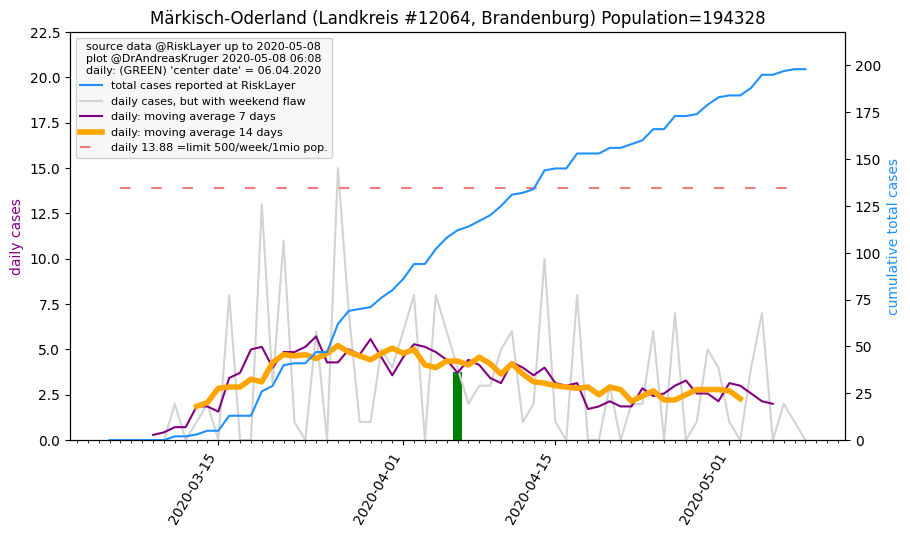 Märkisch-Oderland (Landkreis #12064, Brandenburg) Population=194328
source data @RiskLayer up to 2020-05-08
plot @DrAndreasKruger 2020-05-08 06:08
daily: (GREEN) 'center date' = 06.04.2020
total cases reported at RiskLayer
daily cases, but with weekend flaw
daily: moving average 7 days
daily: moving average 14 days
daily 13.88 =limit 500/week/1mio pop.
daily cases
22.5
20.0
17.5
15.0
12.5
10.0
7.5
5.0
2.5
0.0
cumulative total cases
200
175
150
125
100
75
50
25
0
2020-03-15
2020-04-01
2020-04-15
2020-05-01